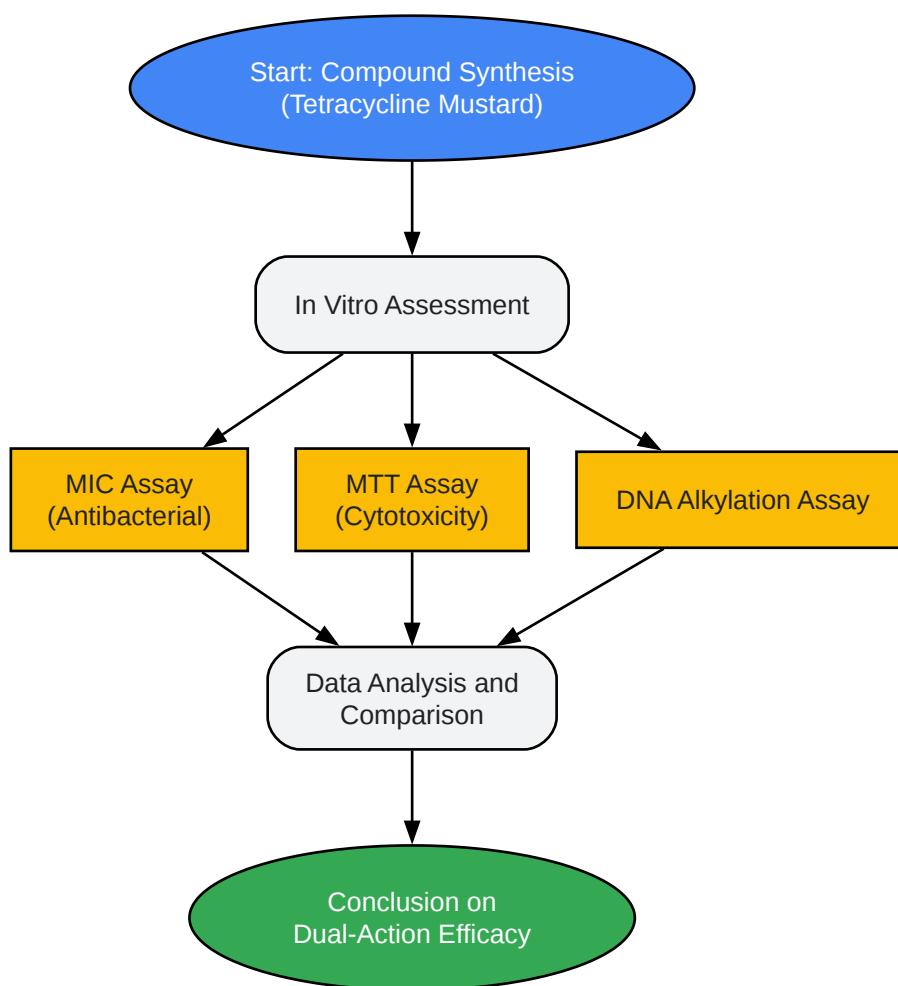 Start: Compound Synthesis
(Tetracycline Mustard)
In Vitro Assessment
MIC Assay
(Antibacterial)
MTT Assay
(Cytotoxicity)
DNA Alkylation Assay
Data Analysis and
Comparison
Conclusion on
Dual-Action Efficacy